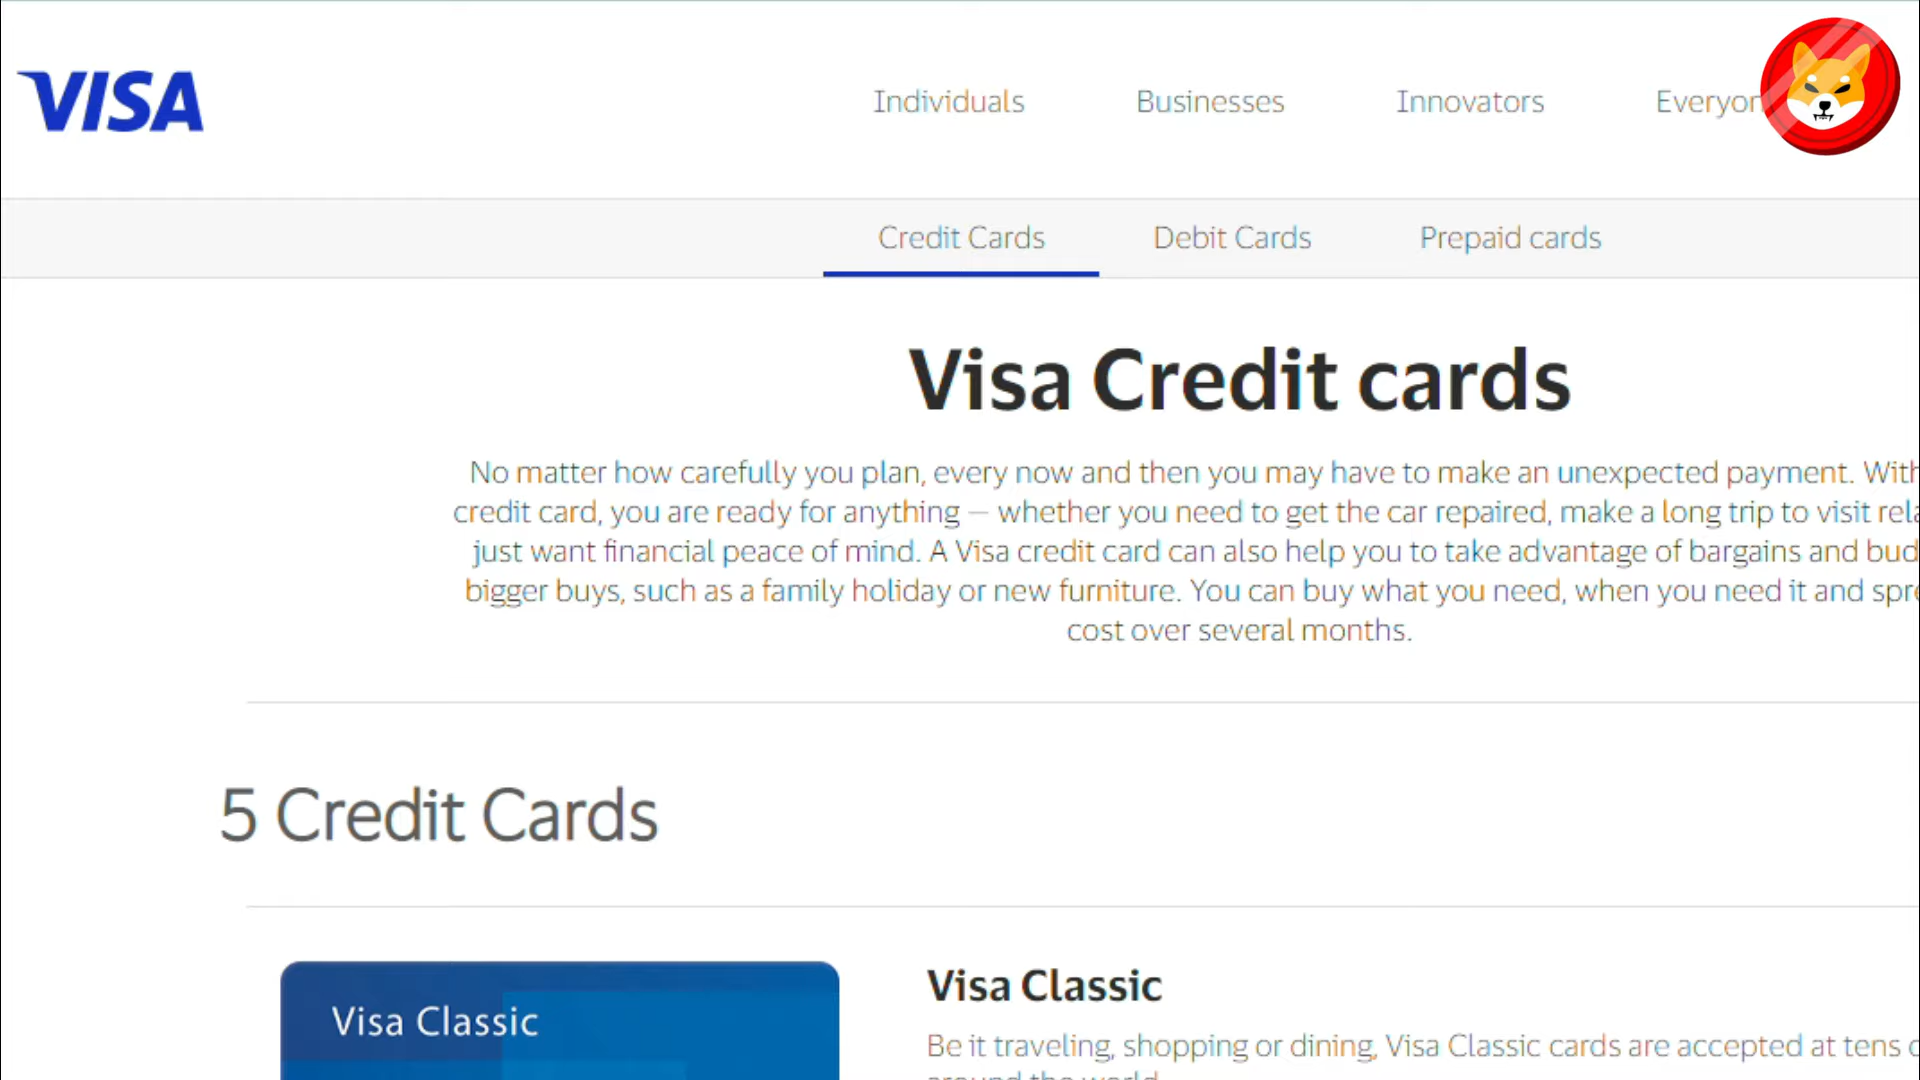 VISA
Individuals Businesses Innovators
Credit Cards Debit Cards Prepaid cards
Visa Credit cards
No matter how carefully you plan, every now and then you may have to make an unexpected payment. With
credit card, you are ready for anything — whether you need to get the car repaired, make a long trip to visit
just want financial peace of mind. A Visa credit card can also help you to take advantage of bargains and
bigger buys, such as a family holiday or new furniture. You can buy what you need, when you need it and
cost over several months.
5 Credit Cards
Visa Classic
Visa Classic
Be it traveling, shopping or dining, Visa Classic cards are accepted at tens
around the world